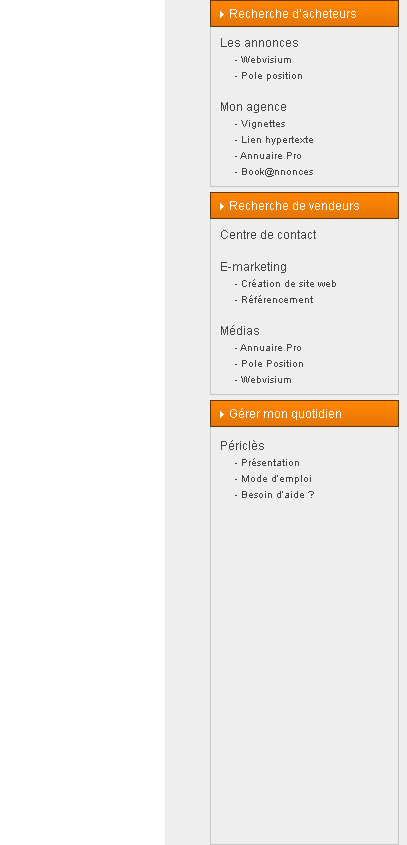 Recherche d'acheteurs
Les annonces
- Webvisium
- Pole position
Mon agence
- Vignettes
- Lien hypertexte
- Annuaire Pro
- Book@nnonces
Recherche de vendeurs
Centre de contact
E-marketing
- Création de site web
- Référencement
Médias
- Annuaire Pro
- Pole Position
- Webvisium
Gérer mon quotidien
Périclès
- Présentation
- Mode d'emploi
- Besoin d'aide ?